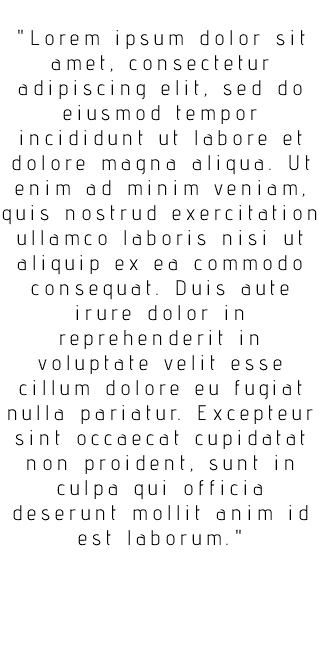 "Lorem ipsum dolor sit
amet, consectetur
adipiscing elit, sed do
eiusmod tempor
incididunt ut labore et
dolore magna aliqua. Ut
enim ad minim veniam,
quis nostrud exercitation
ullamco laboris nisi ut
aliquip ex ea commodo
consequat. Duis aute
irure dolor in
reprehenderit in
voluptate velit esse
cillum dolore eu fugiat
nulla pariatur. Excepteur
sint occaecat cupidatat
non proident, sunt in
culpa qui officia
deserunt mollit anim id
est laborum."